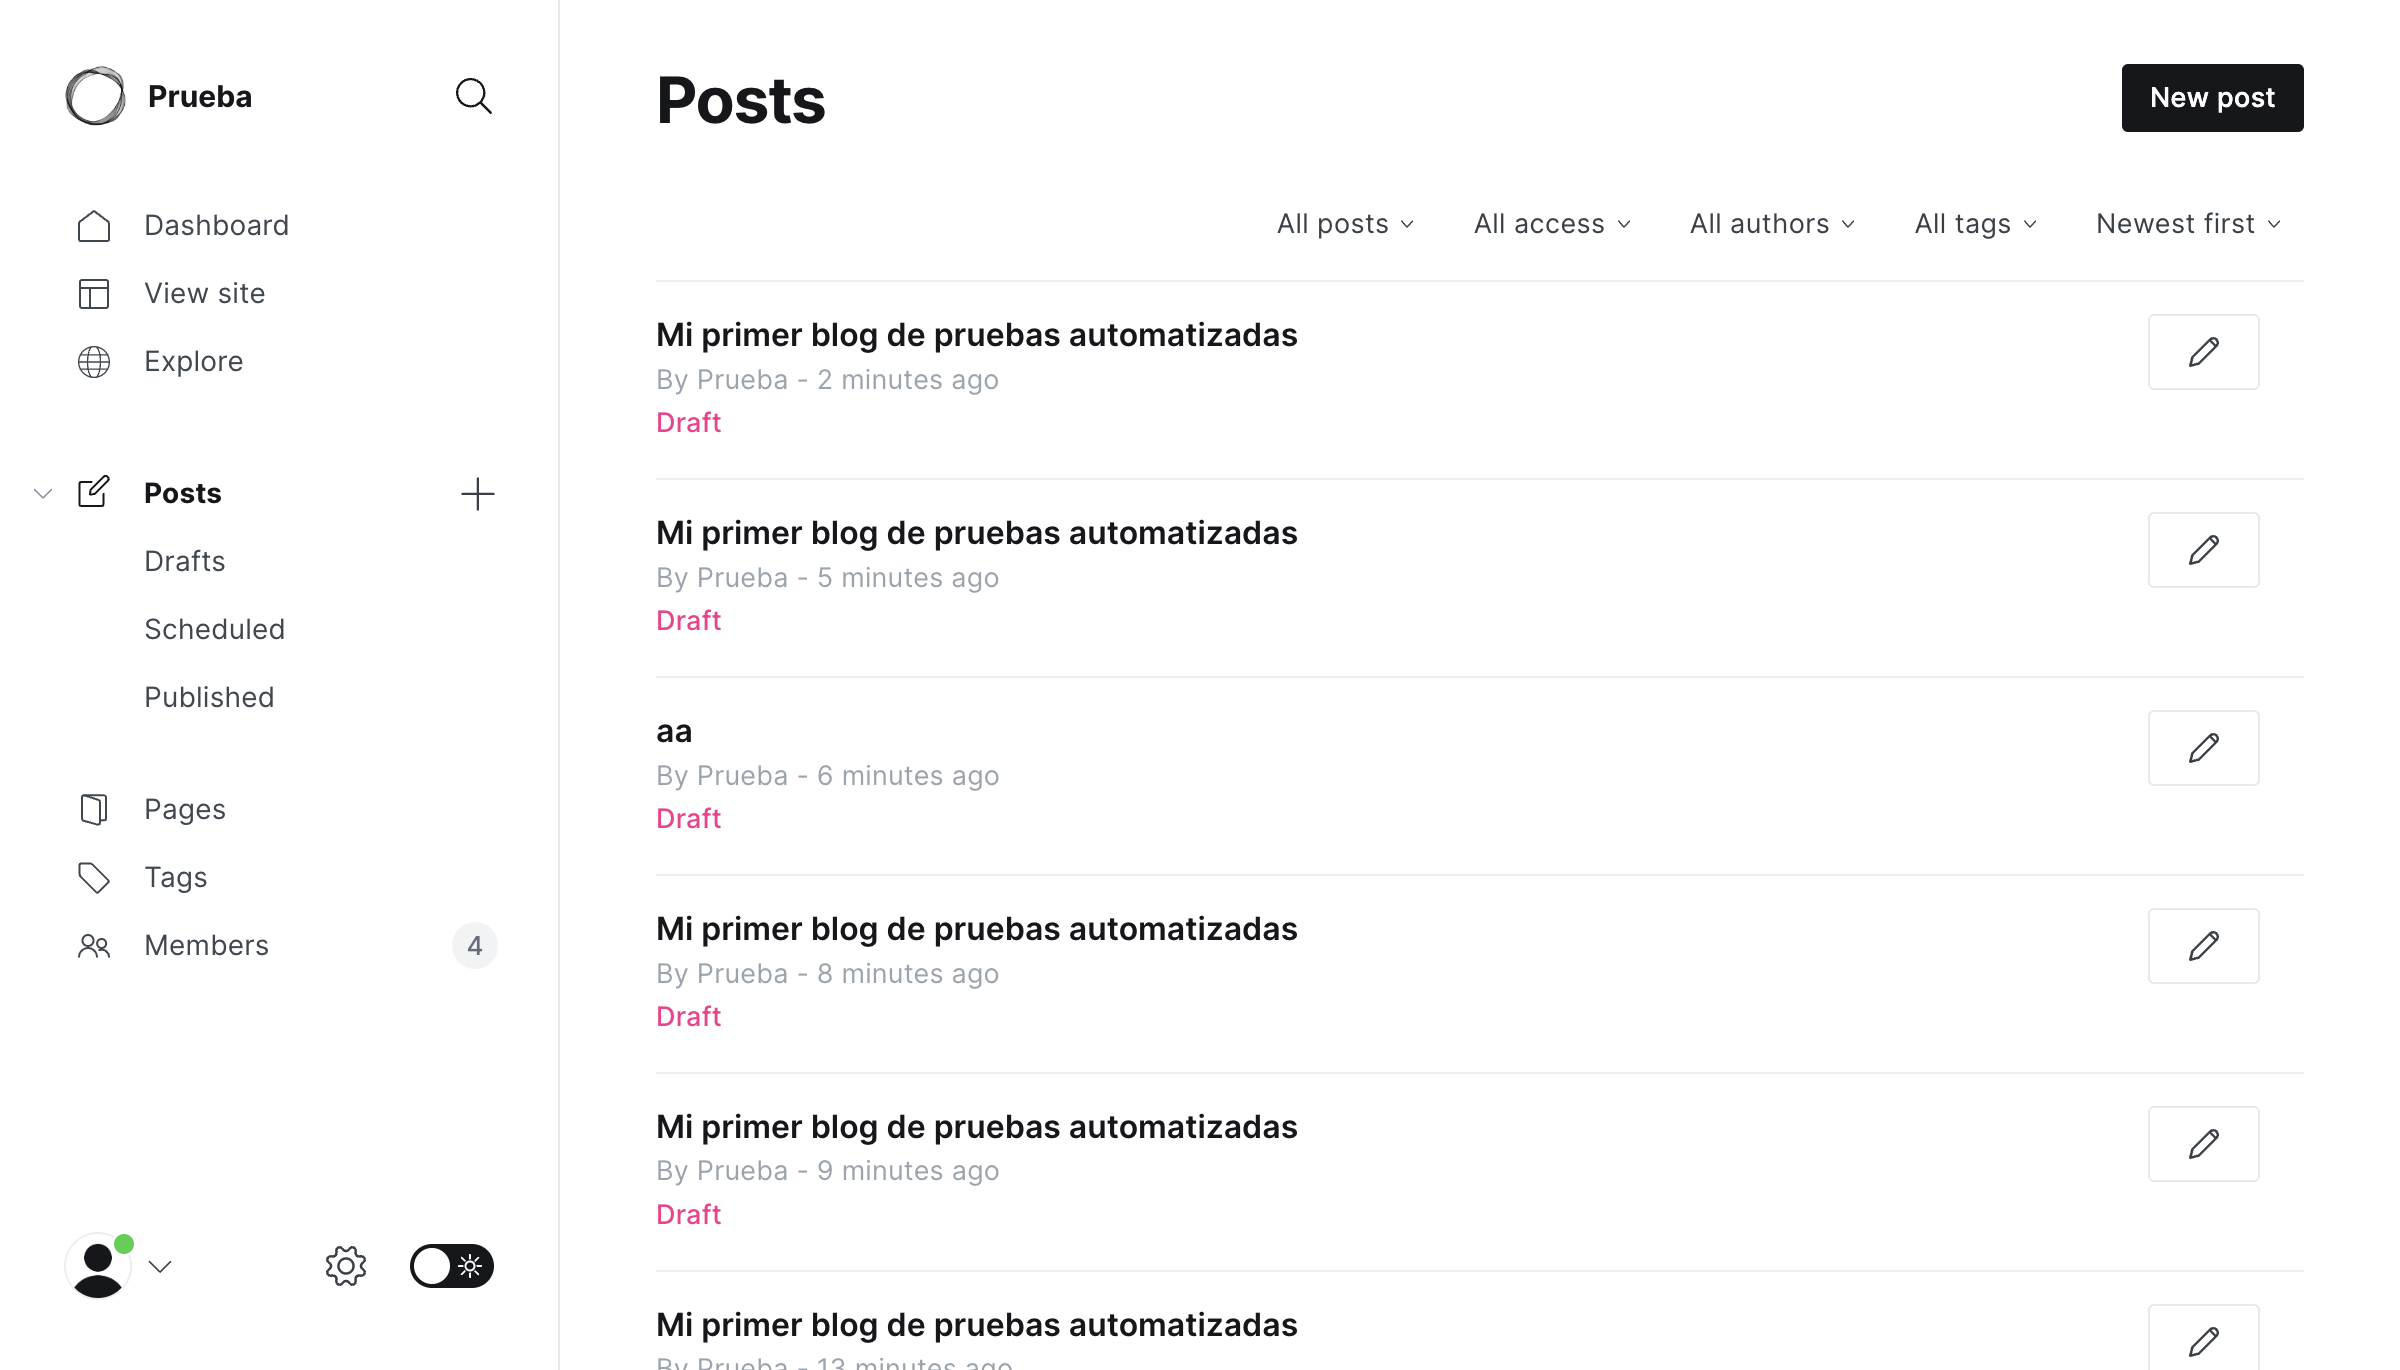 Prueba
Dashboard
View site
Explore
Posts
Drafts
Scheduled
Published
Pages
Tags
Members 4
Posts
New post
All posts All access All authors All tags Newest first
Mi primer blog de pruebas automatizadas
By Prueba - 2 minutes ago
Draft
Mi primer blog de pruebas automatizadas
By Prueba - 5 minutes ago
Draft
aa
By Prueba - 6 minutes ago
Draft
Mi primer blog de pruebas automatizadas
By Prueba - 8 minutes ago
Draft
Mi primer blog de pruebas automatizadas
By Prueba - 9 minutes ago
Draft
Mi primer blog de pruebas automatizadas
By Prueba - 13 minutes ago